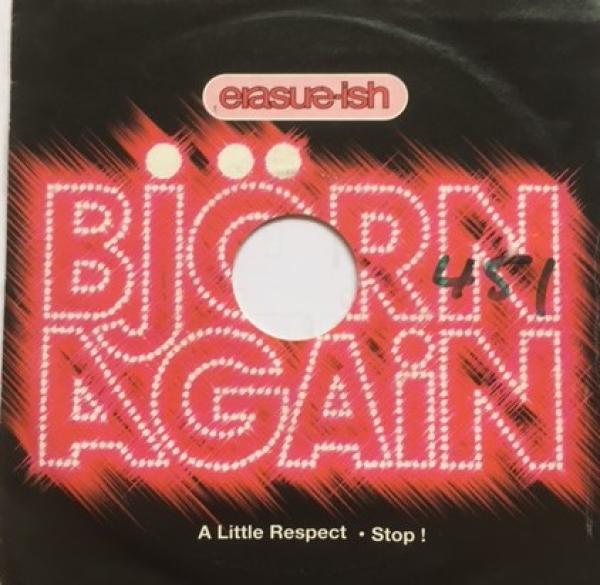 erasure-ish
BjÖRN
451
AGAiN
A Little Respect • Stop !